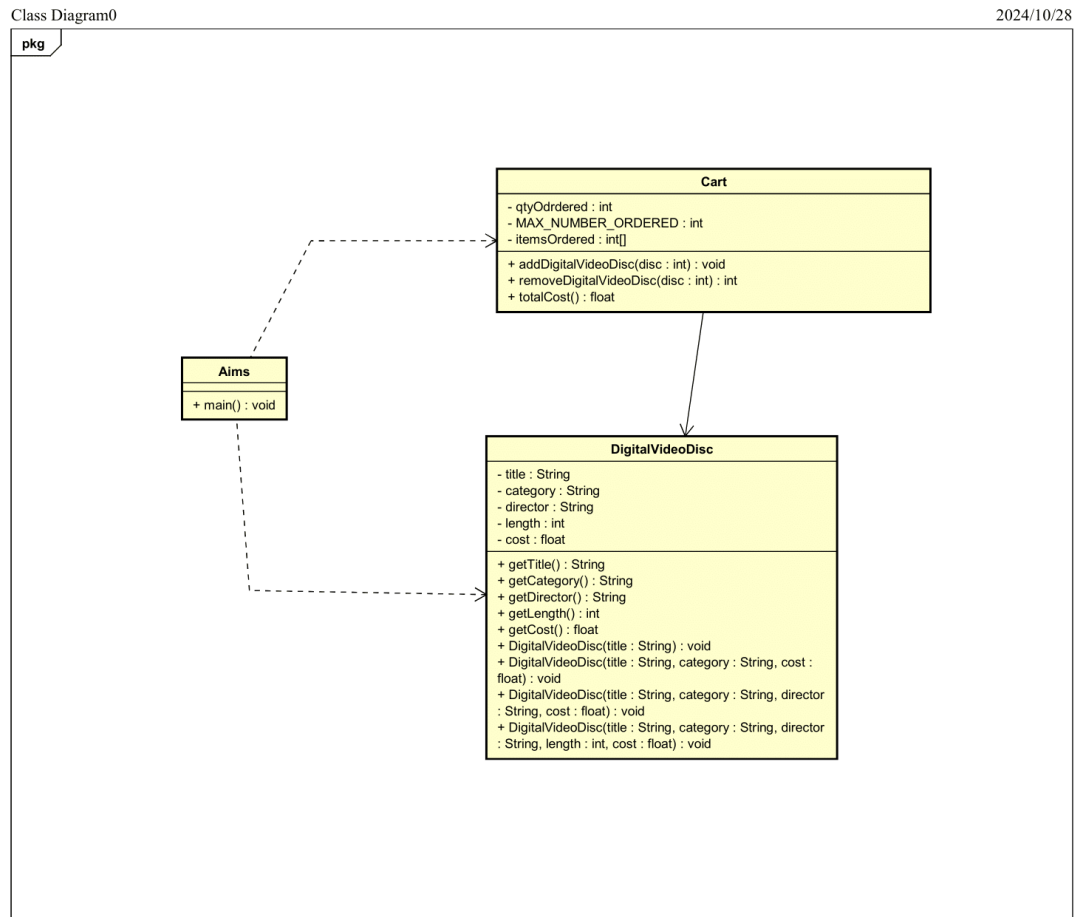 Class Diagram0
2024/10/28
pkg
Cart
- qtyOdrdered : int
- MAX_NUMBER_ORDERED : int
- itemsOrdered : int[]
+ addDigitalVideoDisc(disc : int) : void
+ removeDigitalVideoDisc(disc : int) : int
+ totalCost() : float
Aims
+ main() : void
DigitalVideoDisc
- title : String
- category : String
- director : String
- length : int
- cost : float
+ getTitle() : String
+ getCategory() : String
+ getDirector() : String
+ getLength() : int
+ getCost() : float
+ DigitalVideoDisc(title : String) : void
+ DigitalVideoDisc(title : String, category : String, cost :
float) : void
+ DigitalVideoDisc(title : String, category : String, director
: String, cost : float) : void
+ DigitalVideoDisc(title : String, category : String, director
: String, length : int, cost : float) : void